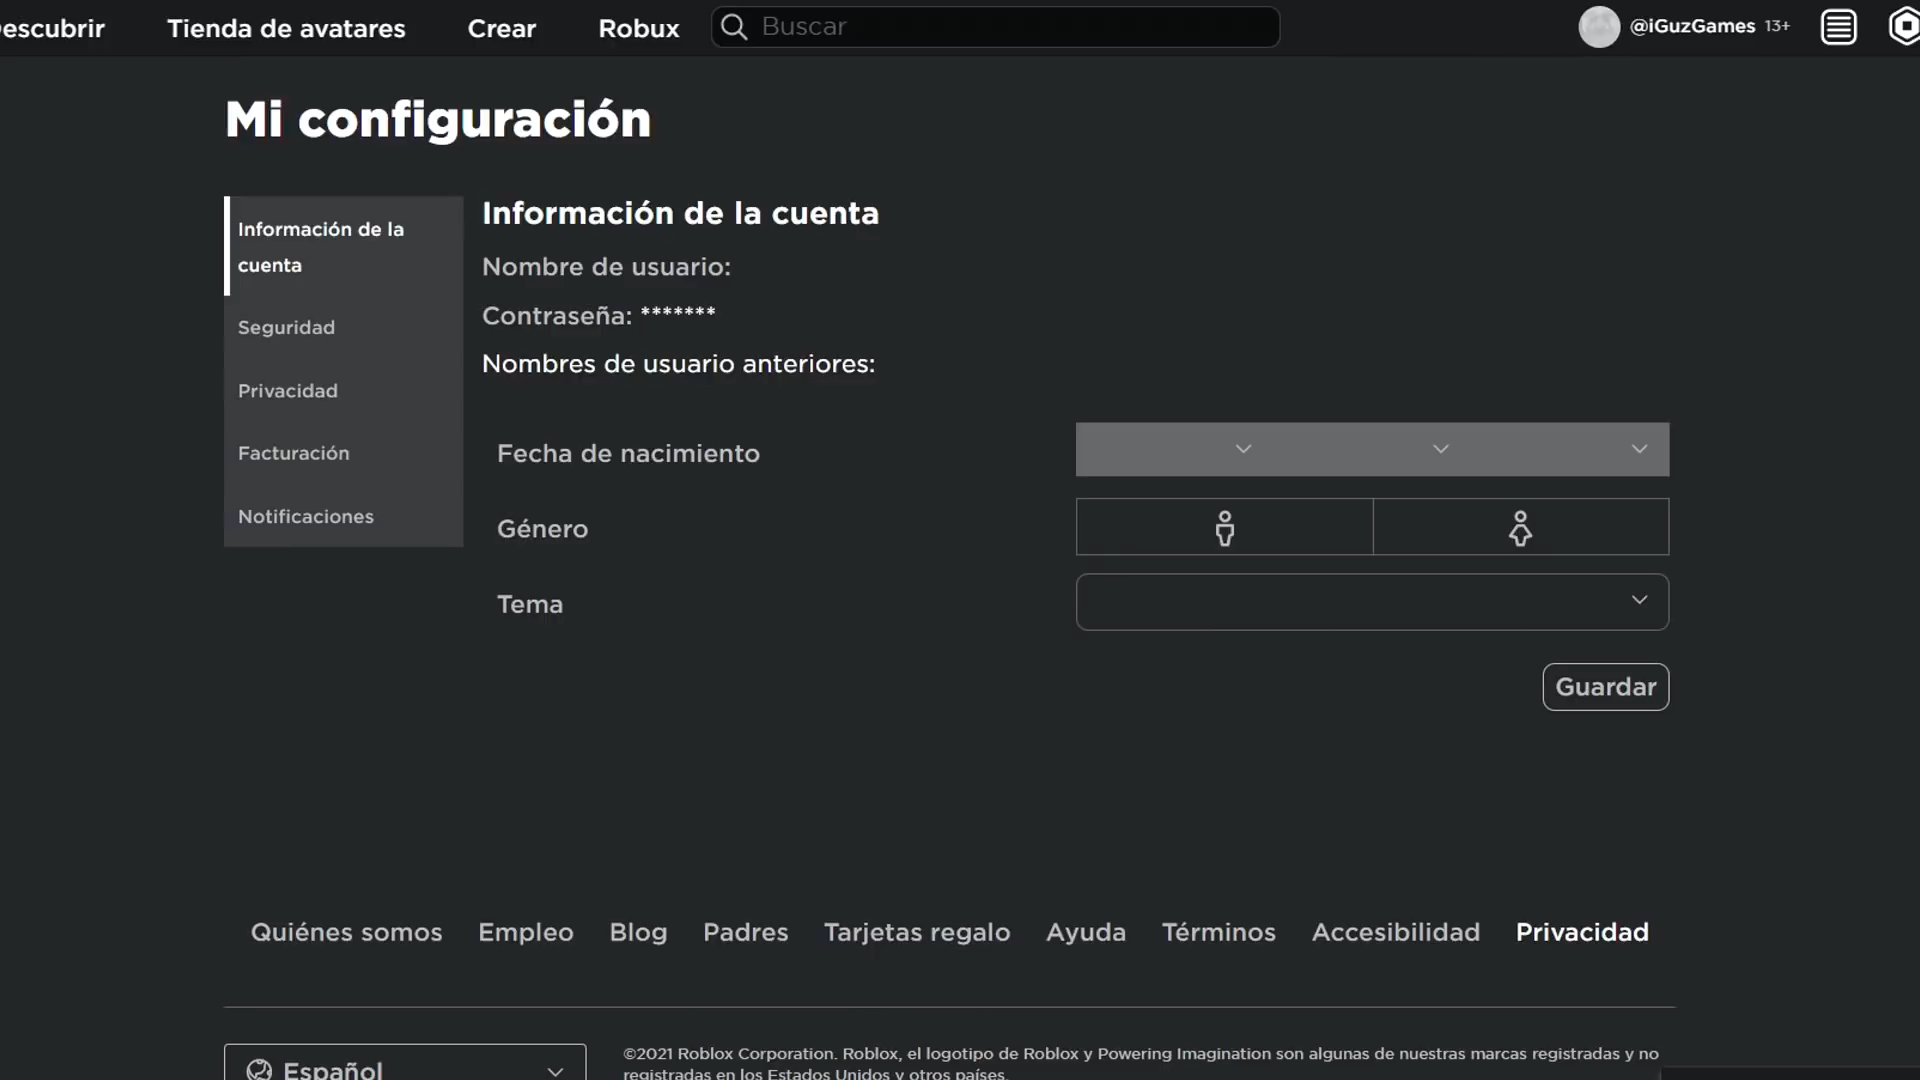 escubrir Tienda de avatares Crear Robux Buscar @iGuzGames 13+
Mi configuración
Información de la
cuenta
Seguridad
Privacidad
Facturación
Notificaciones
Información de la cuenta
Nombre de usuario:
Contraseña: *******
Nombres de usuario anteriores:
Fecha de nacimiento
Género
Tema
Guardar
Quiénes somos Empleo Blog Padres Tarjetas regalo Ayuda Términos Accesibilidad Privacidad
Español
©2021 Roblox Corporation. Roblox, el logotipo de Roblox y Powering Imagination son algunas de nuestras marcas registradas y no
registradas en los Estados Unidos y otros países.